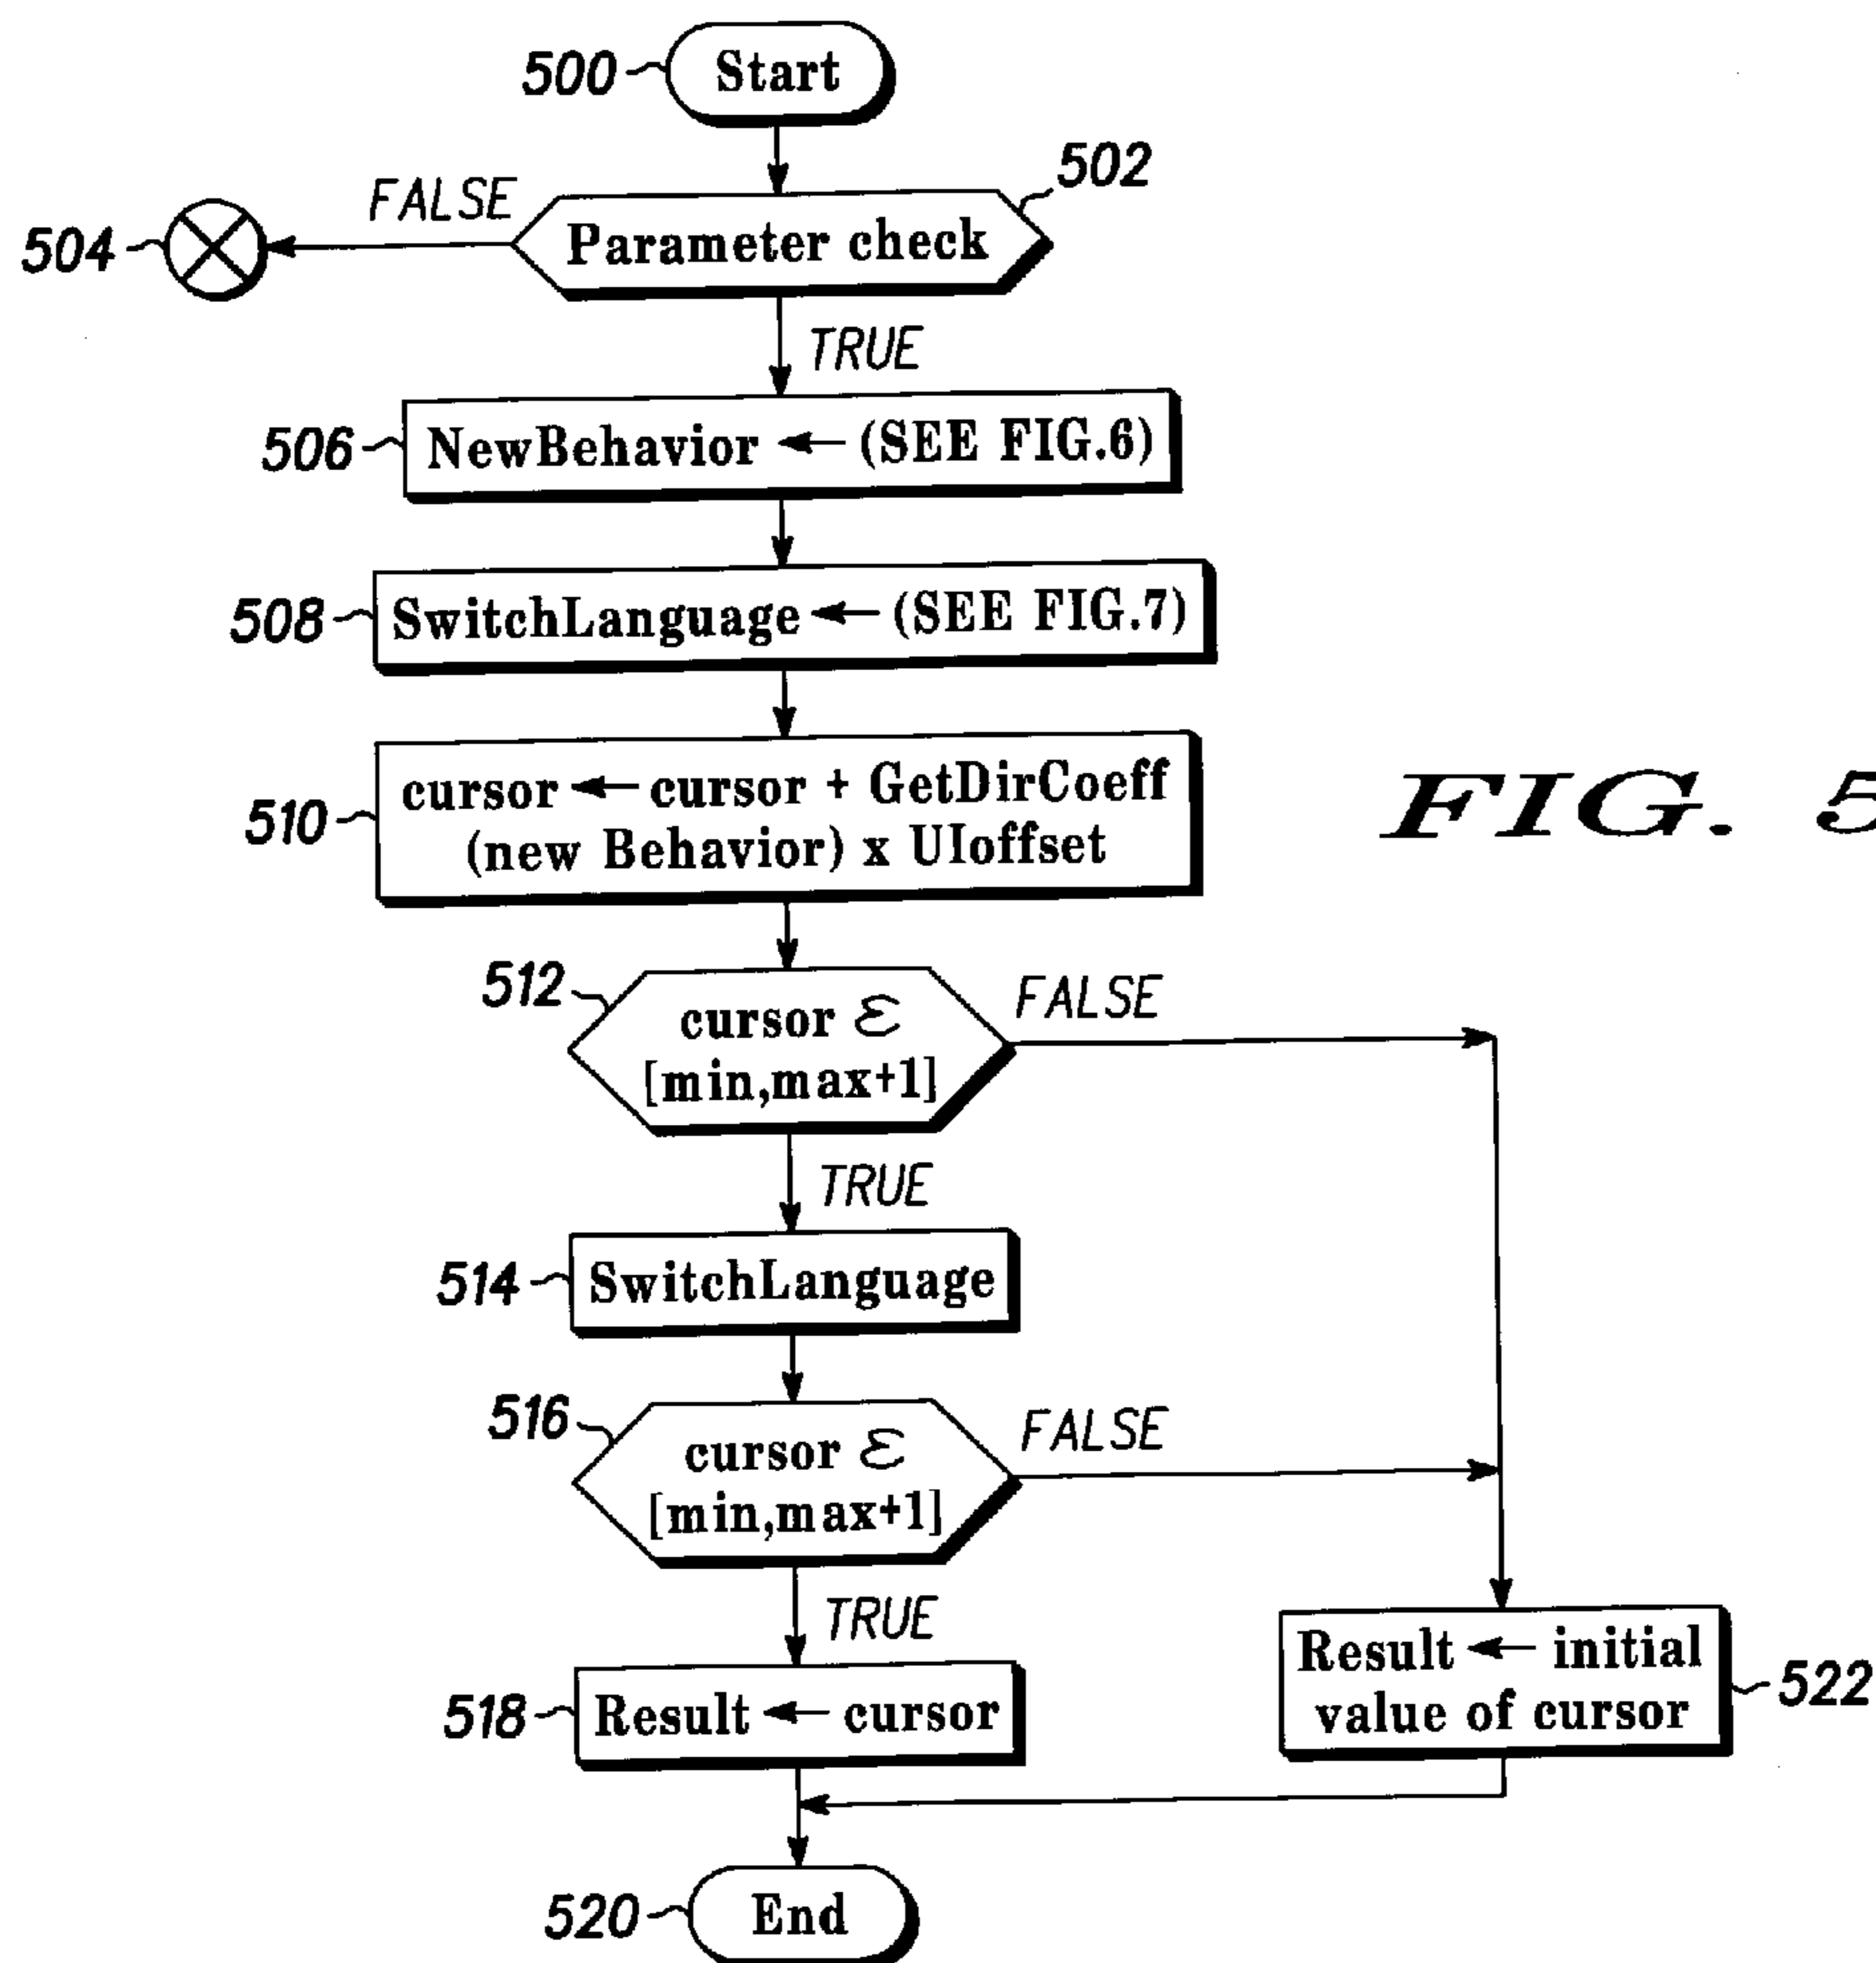 500
Start
502
FALSE
504
Parameter check
TRUE
506
NewBehavior ← (SEE FIG.6)
508
SwitchLanguage ← (SEE FIG.7)
510
cursor ← cursor + GetDirCoeff
(new Behavior) x UIoffset
FIG. 5
512
cursor ℰ
[min,max+1]
FALSE
TRUE
514
SwitchLanguage
516
cursor ℰ
[min,max+1]
FALSE
TRUE
518
Result ← cursor
Result ← initial
value of cursor
522
520
End